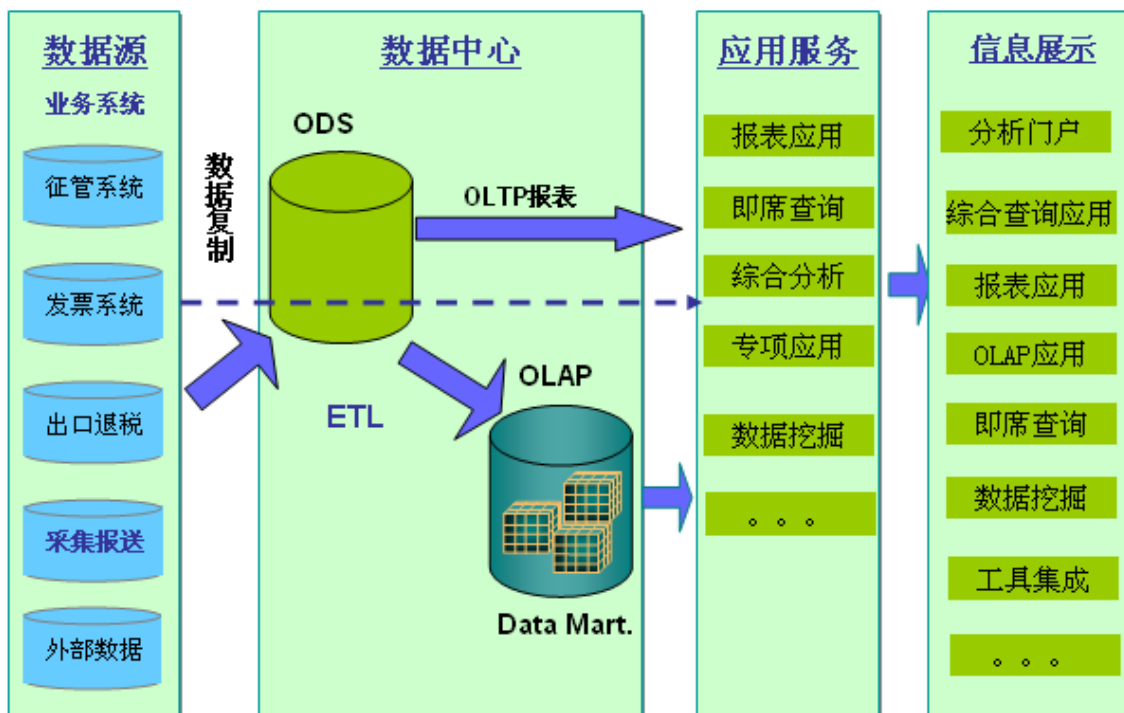 数据源
业务系统
征管系统
发票系统
出口退税
采集报送
外部数据
数据复制
数据中心
ODS
OLTP报表
ETL
OLAP
Data Mart.
应用服务
报表应用
即席查询
综合分析
专项应用
数据挖掘
。。。
信息展示
分析门户
综合查询应用
报表应用
OLAP应用
即席查询
数据挖掘
工具集成
。。。